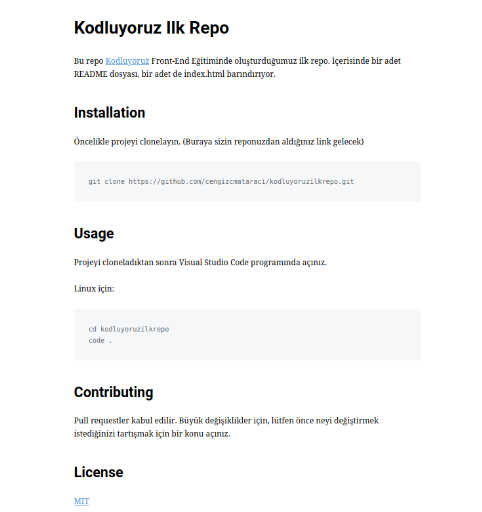 Kodluyoruz Ilk Repo
Bu repo Kodluyoruz Front-End Eğitiminde oluşturduğumuz ilk repo. İçerisinde bir adet
README dosyası, bir adet de index.html barındırıyor.
Installation
Öncelikle projeyi clonelayın. (Buraya sizin reponuzdan aldığınız link gelecek)
git clone https://github.com/cengizcmataraci/kodluyoruzilkrepo.git
Usage
Projeyi cloneladıktan sonra Visual Studio Code programında açınız.
Linux için:
cd kodluyoruzilkrepo
code .
Contributing
Pull requestler kabul edilir. Büyük değişiklikler için, lütfen önce neyi değiştirmek
istediğinizi tartışmak için bir konu açınız.
License
MIT